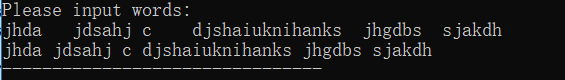 Please input words:
jhda   jdsahj c    djshaiuknihanks  jhgdbs  sjakdh
jhda jdsahj c djshaiuknihanks jhgdbs sjakdh
--------------------------------